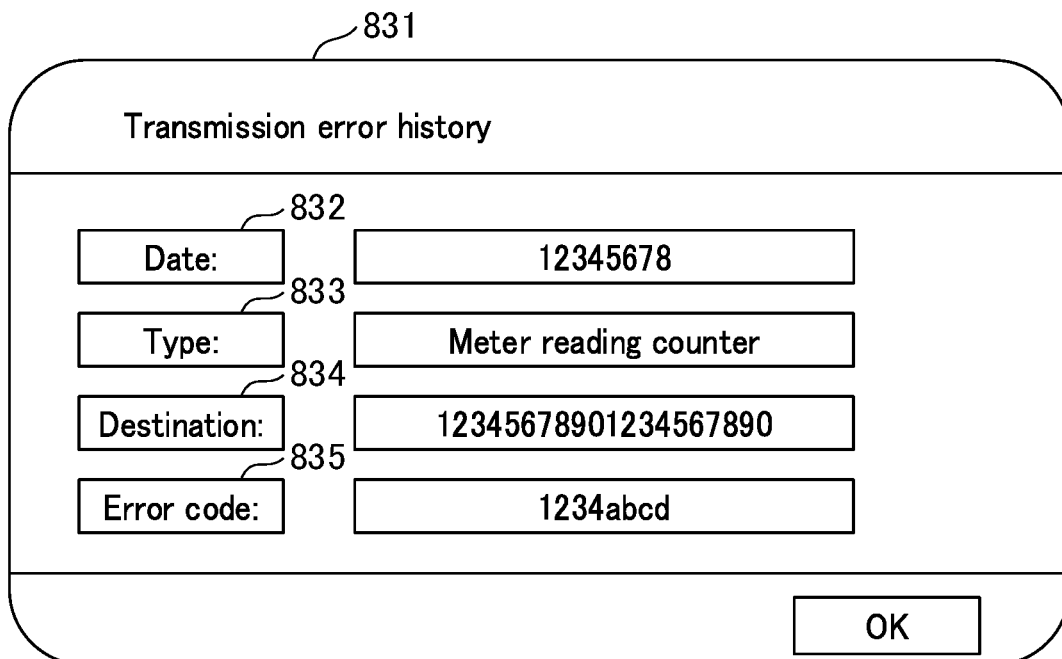 831
Transmission error history
832
Date: 12345678
833
Type: Meter reading counter
834
Destination: 12345678901234567890
835
Error code: 1234abcd
OK